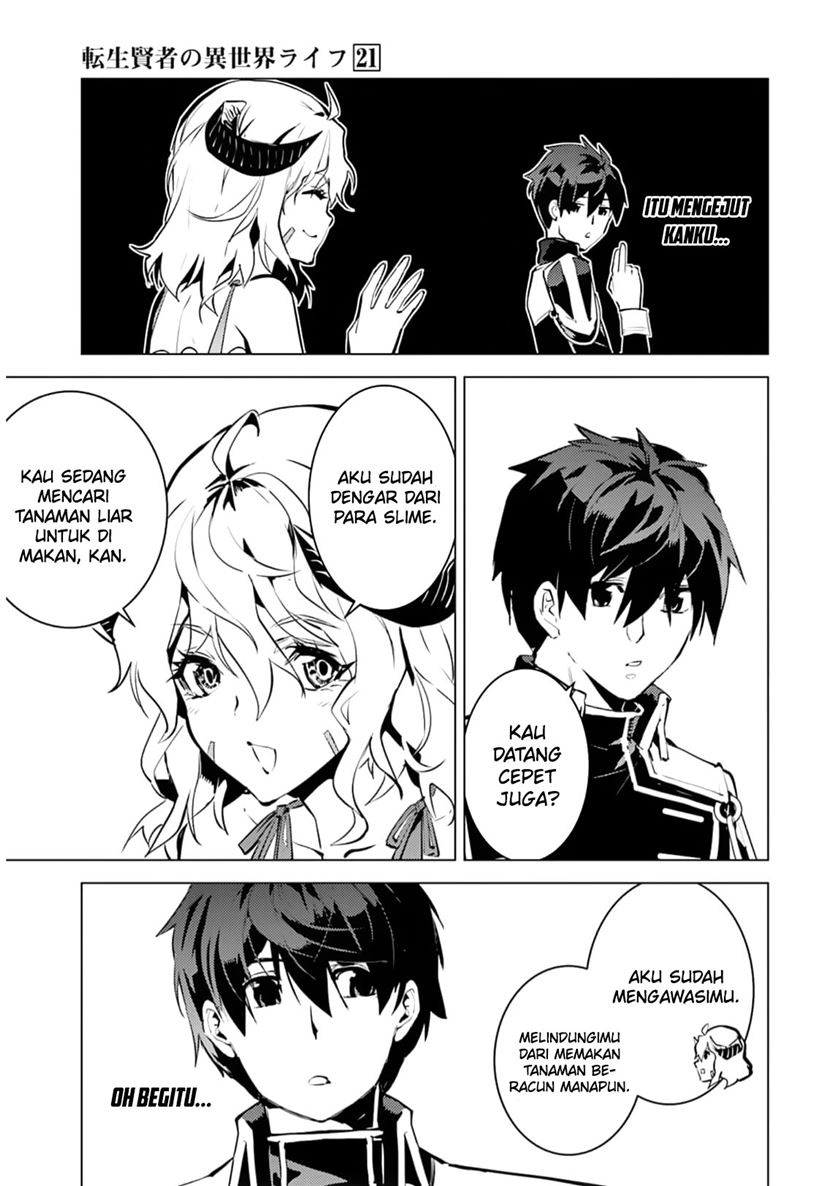 転生賢者の異世界ライフ 21
ITU MENGEJUT
KANKU...
KAU
DATANG
CEPET
JUGA?
AKU SUDAH
DENGAR DARI
PARA SLIME.
KAU SEDANG
MENCARI
TANAMAN LIAR
UNTUK DI
MAKAN, KAN.
AKU SUDAH
MENGAWASIMU.
MELINDUNGIMU
DARI MEMAKAN
TANAMAN BE-
RACUN MANAPUN.
OH BEGITU...